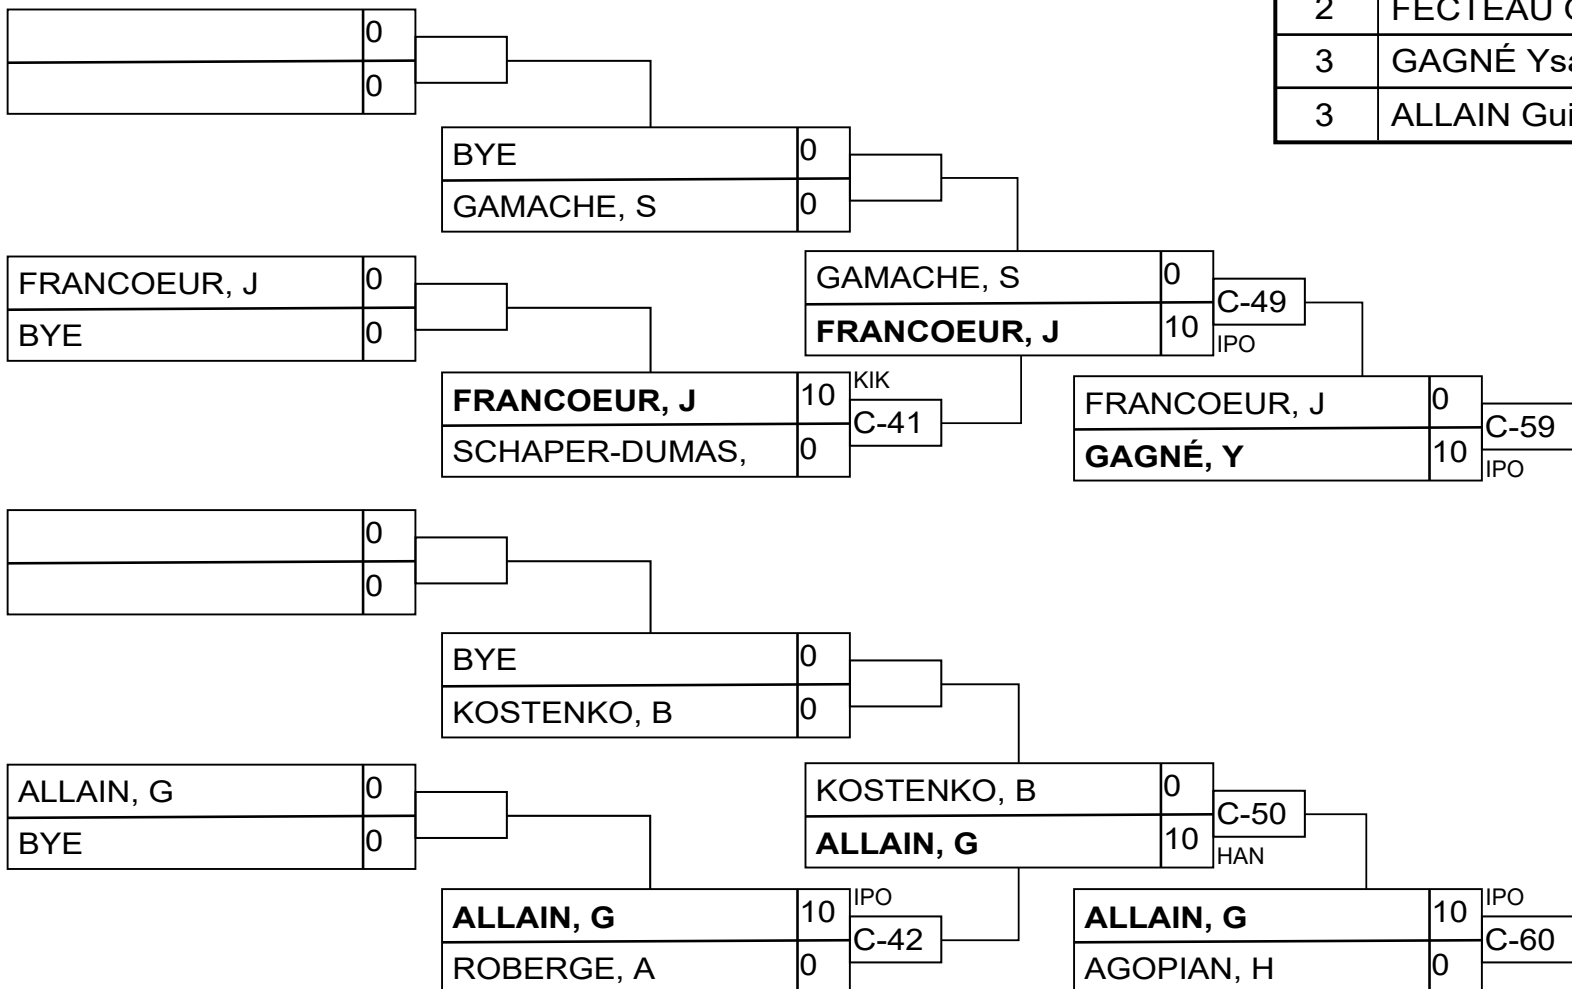 2 FECTEAU
3 GAGNÉ
3 ALLAIN
0
0
BYE 0
GAMACHE, S 0
FRANCOEUR, J 0
BYE 0
GAMACHE, S 0
C-49
FRANCOEUR, J 10
IPO
KIK
FRANCOEUR, J 10
C-41
SCHAPER-DUMAS, 0
FRANCOEUR, J 0
C-59
GAGNÉ, Y 10
IPO
0
0
BYE 0
KOSTENKO, B 0
ALLAIN, G 0
BYE 0
KOSTENKO, B 0
C-50
ALLAIN, G 10
HAN
IPO
ALLAIN, G 10
C-42
ROBERGE, A 0
IPO
ALLAIN, G 10
C-60
AGOPIAN, H 0